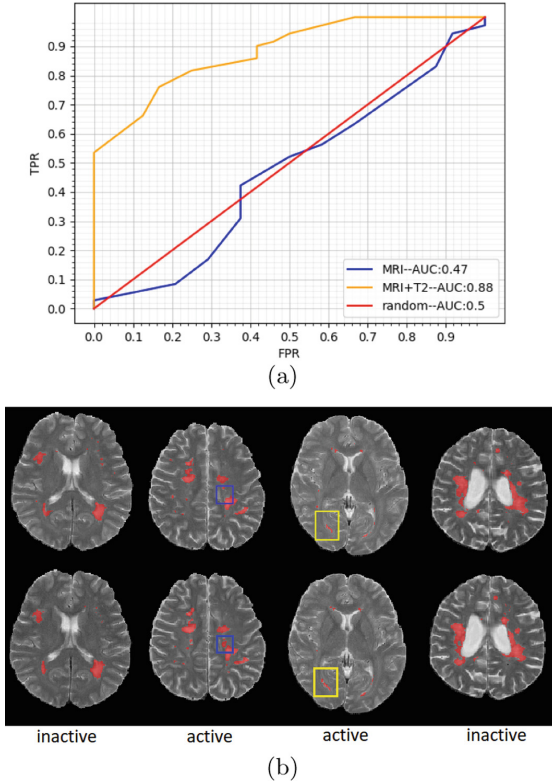 0.9
0.8
0.7
0.6
0.5
0.4
0.3
0.2
0.1
0.0
TPR
0.0 0.1 0.2 0.3 0.4 0.5 0.6 0.7 0.8 0.9
FPR
MRI--AUC:0.47
MRI+T2--AUC:0.88
random--AUC:0.5
(a)
inactive active active inactive
(b)